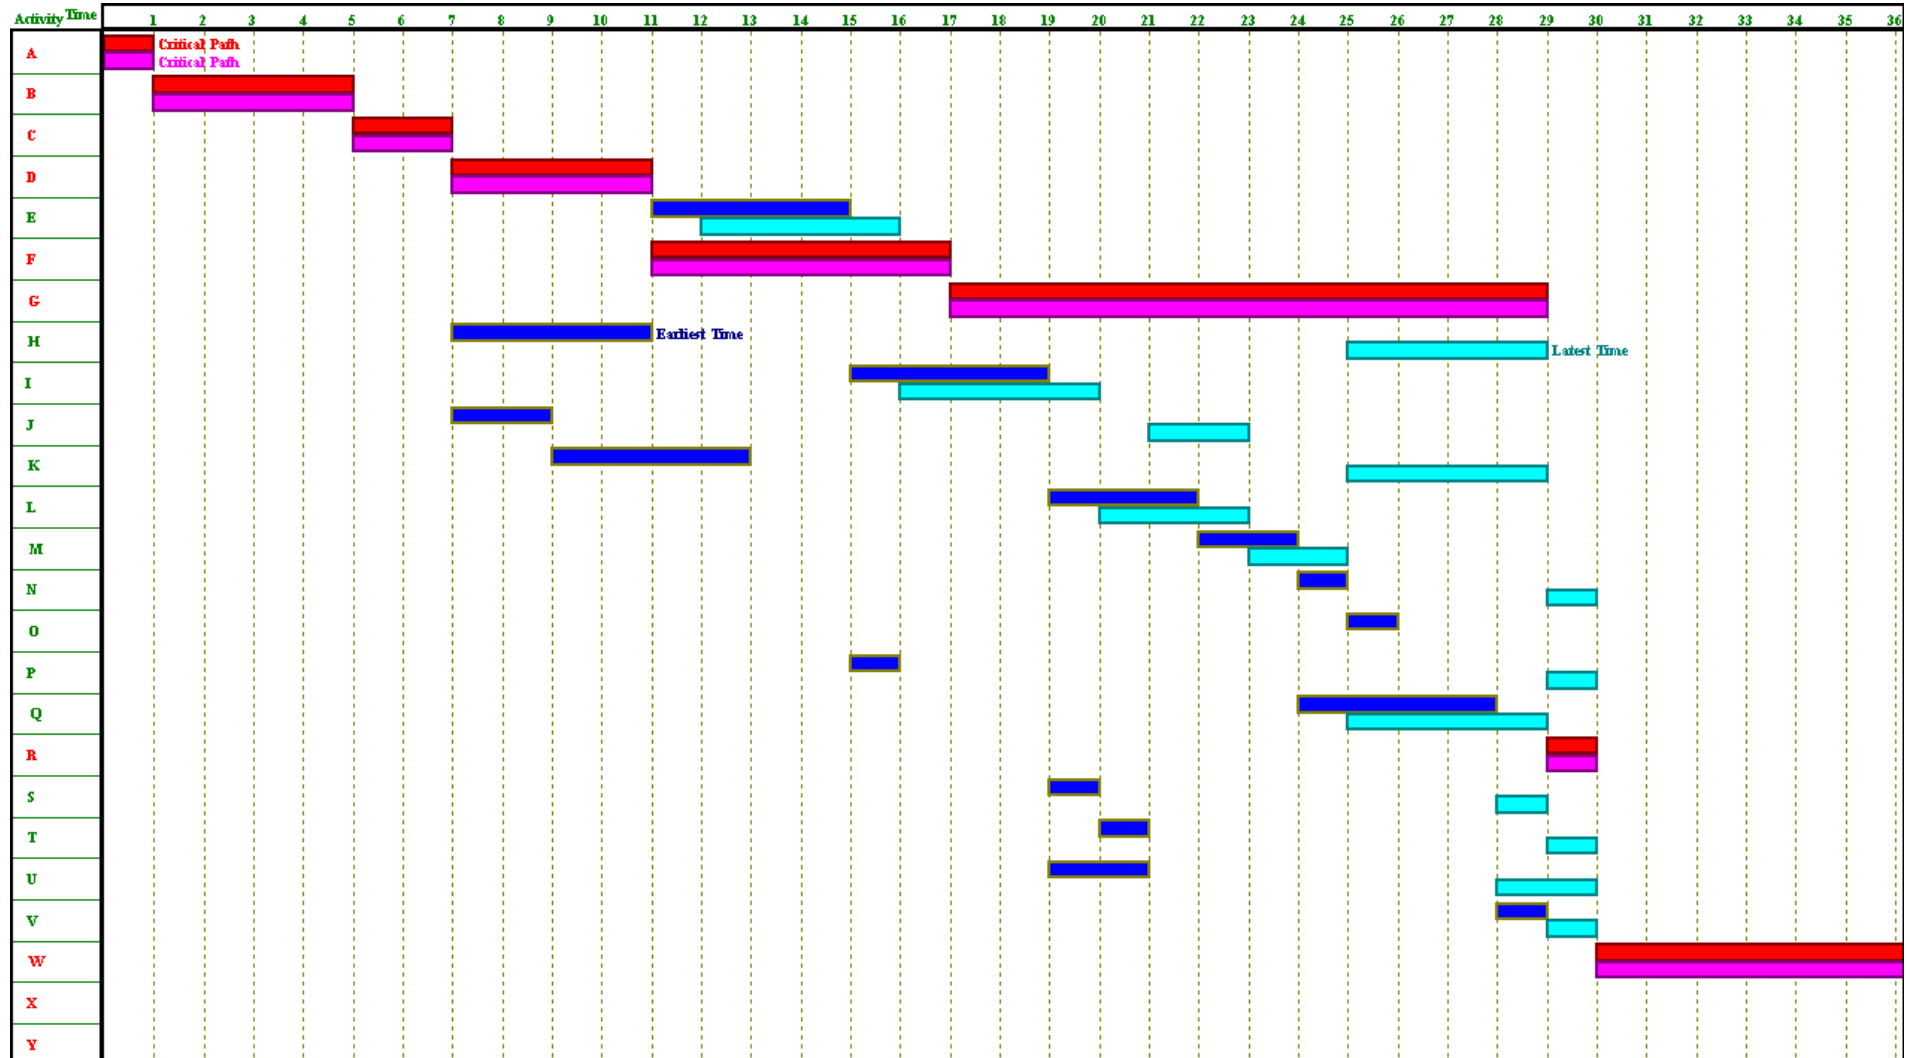 Activity Time 1 2 3 4 5 6 7 8 9 10 11 12 13 14 15 16 17 18 19 20 21 22 23 24 25 26 27 28 29 30 31 32 33 34 35 36
A Critical Path
Critical Path
B
C
D
E
F
G
H Earliest Time
Latest Time
I
J
K
L
M
N
O
P
Q
R
S
T
U
V
W
X
Y